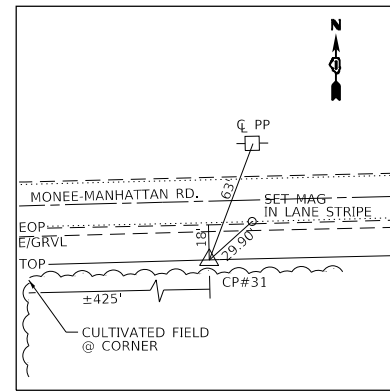 N
℄ PP
63'
MONEE-MANHATTAN RD.
SET MAG
IN LANE STRIPE
EOP
E/GRVL
18'
29.90'
TOP
CP#31
±425'
CULTIVATED FIELD
@ CORNER